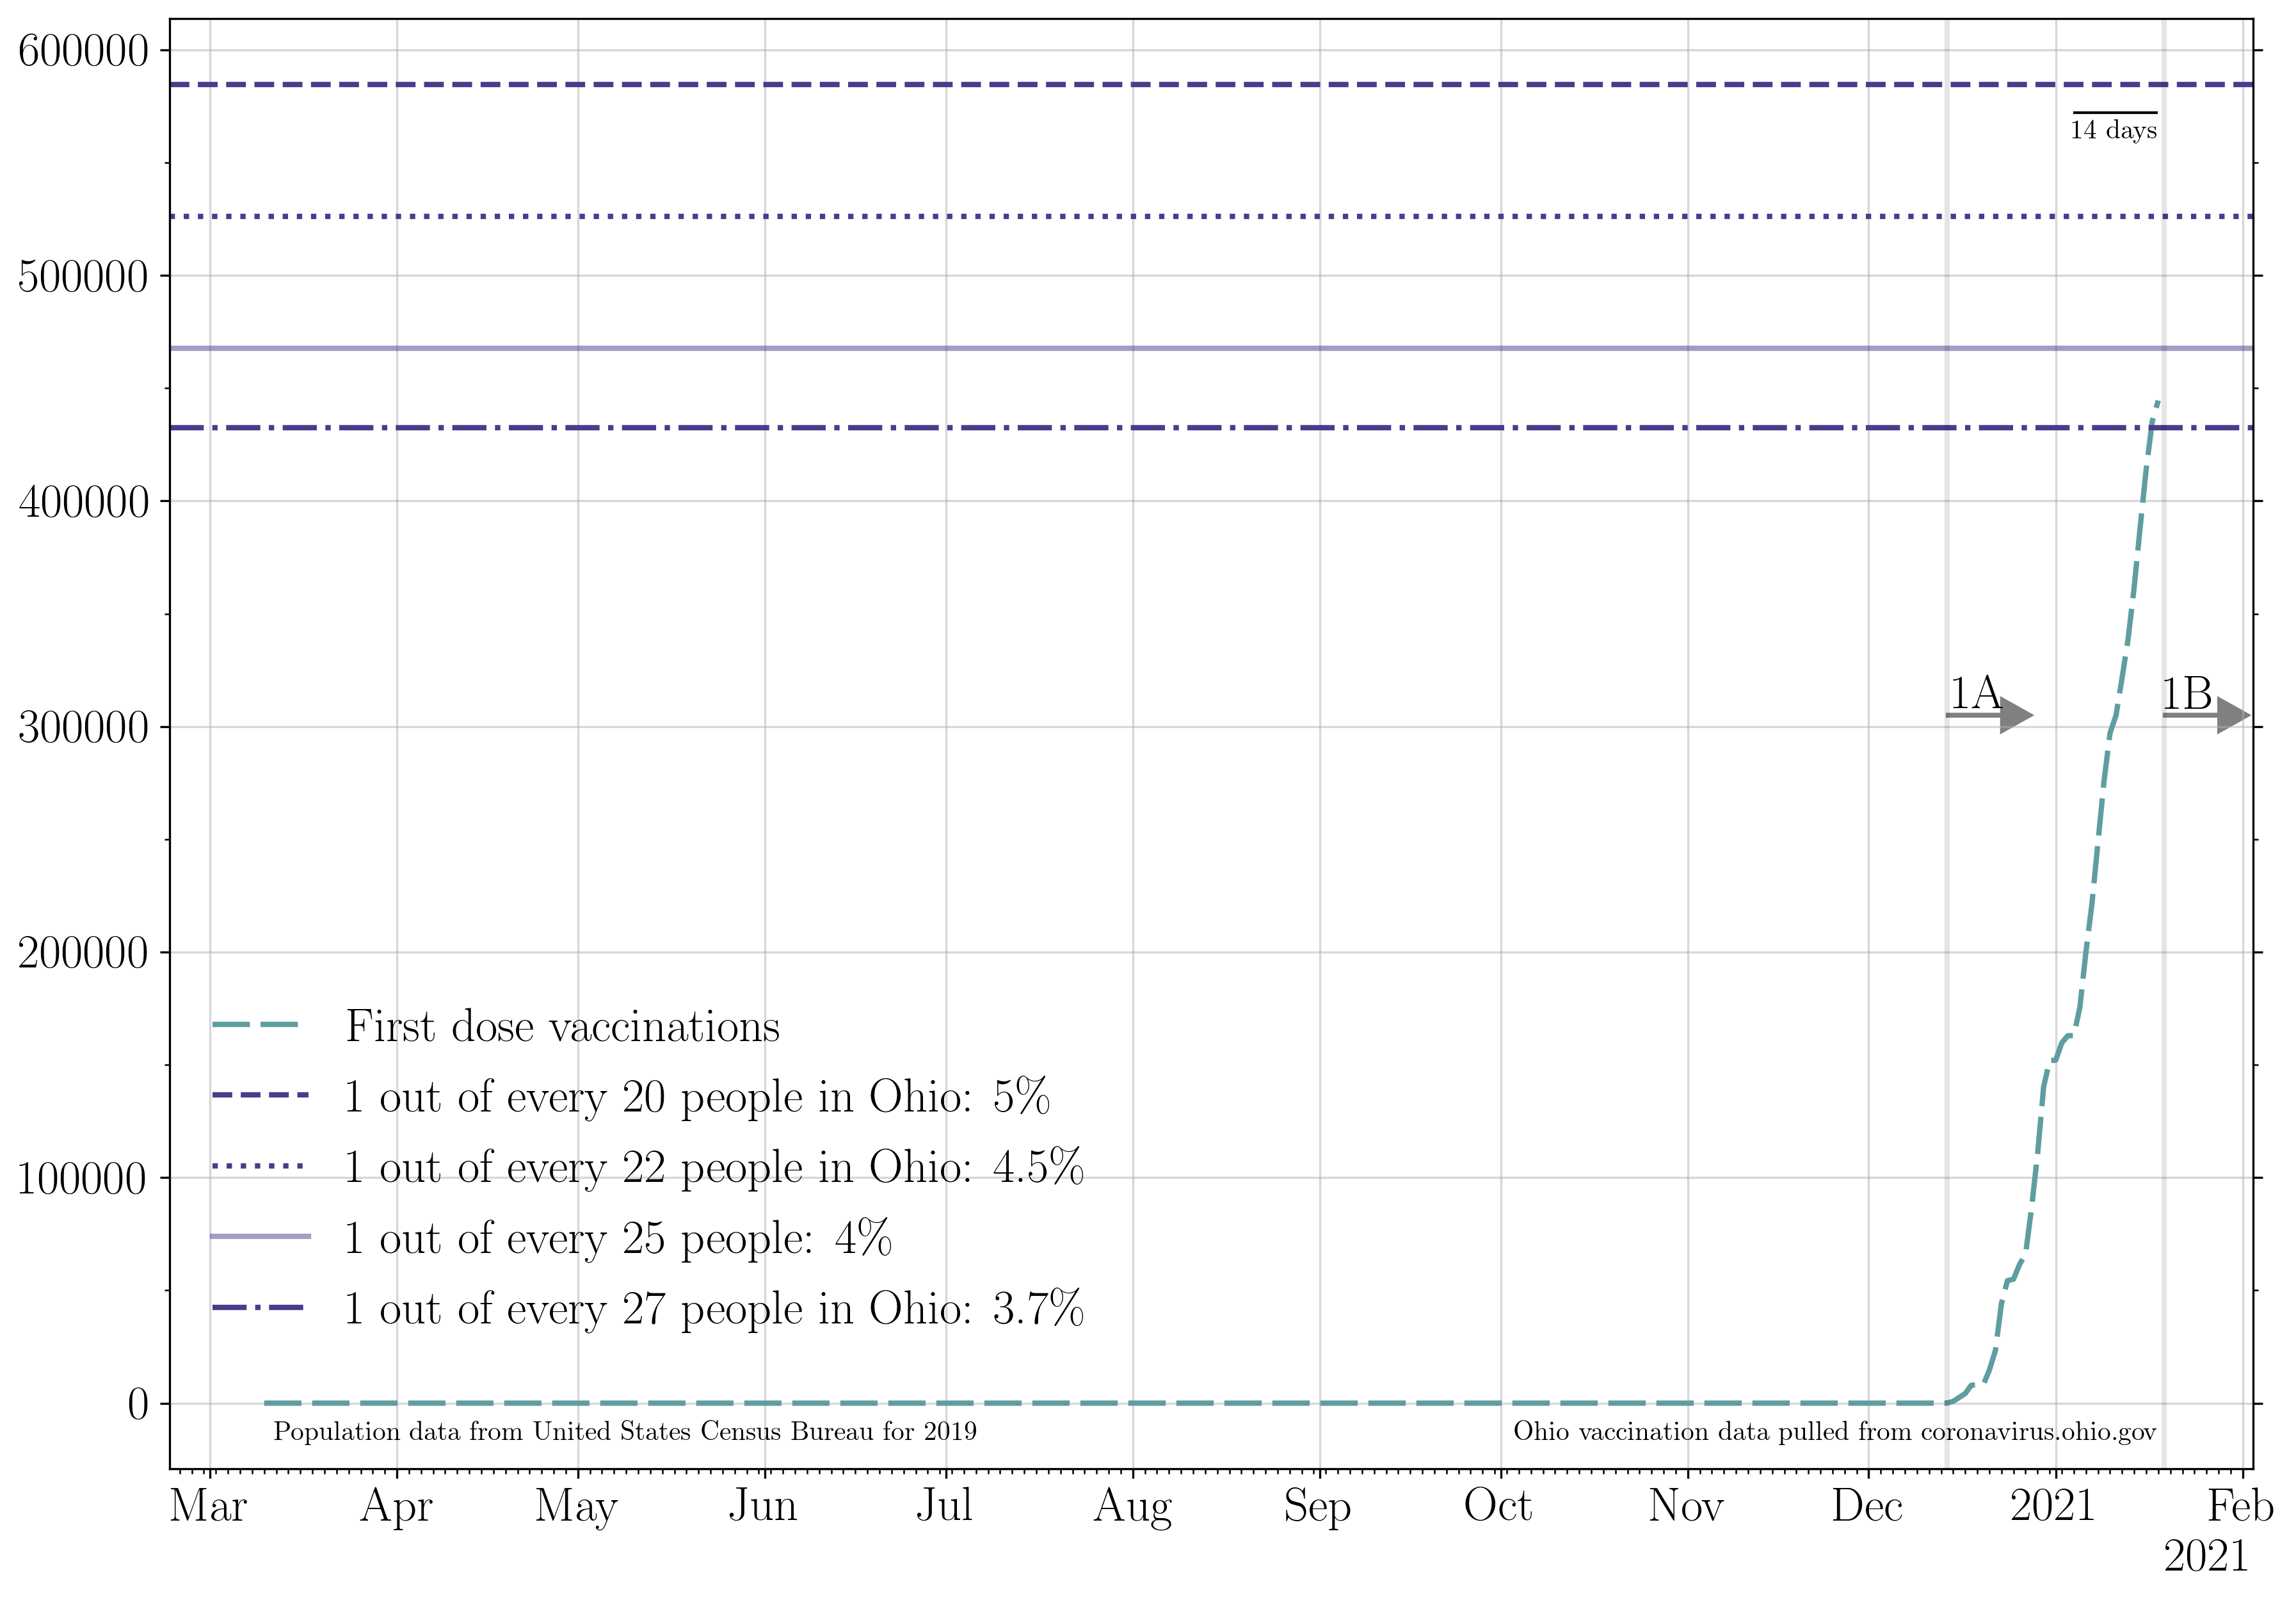 600000
14 days
500000
400000
1A
1B
300000
200000
First dose vaccinations
1 out of every 20 people in Ohio: 5%
1 out of every 22 people in Ohio: 4.5%
100000
1 out of every 25 people: 4%
1 out of every 27 people in Ohio: 3.7%
0
Population data from United States Census Bureau for 2019
Ohio vaccination data pulled from coronavirus.ohio.gov
Mar Apr May Jun Jul Aug Sep Oct Nov Dec 2021 Feb
2021